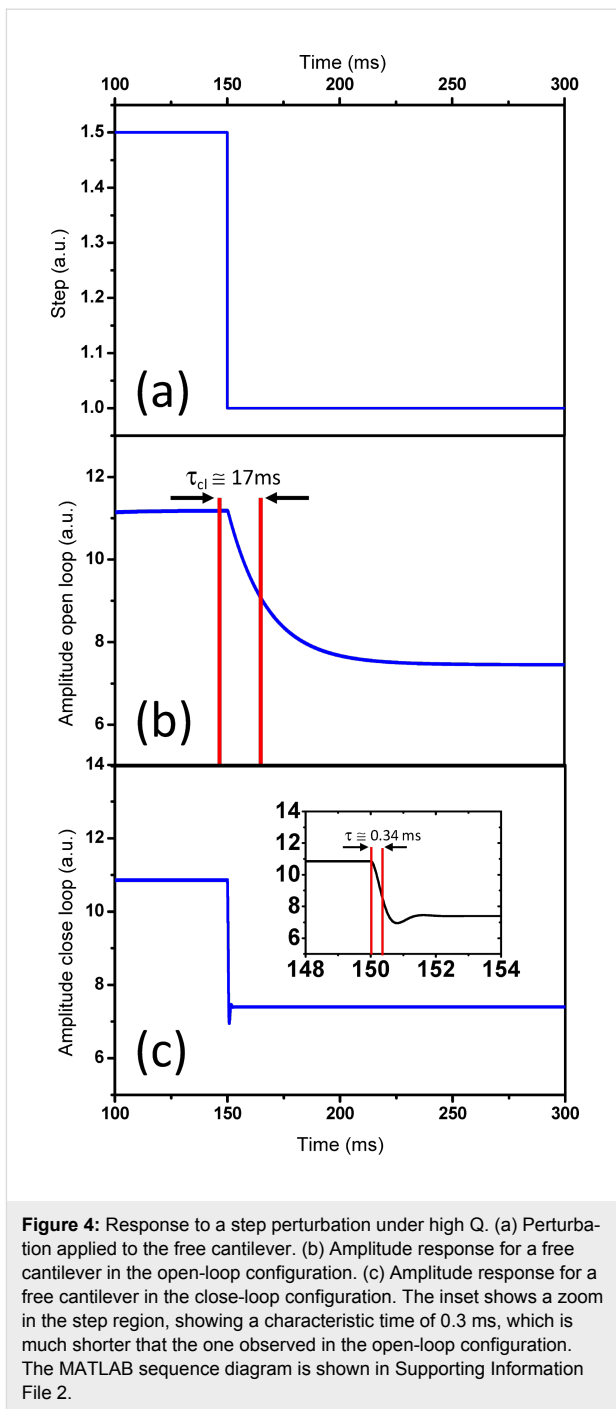 Time (ms)
100 150 200 250 300
1.5
1.4
1.3
1.2
1.1
1.0
Step (a.u.)
(a)
τcl ≅ 17ms
11
10
8
6
14
Amplitude open loop (a.u.)
(b)
14
12
10
8
6
τ ≅ 0.34 ms
148 150 152 154
11
10
7
6
Amplitude close loop (a.u.)
(c)
100 150 200 250 300
Time (ms)
Figure 4: Response to a step perturbation under high Q. (a) Perturba-
tion applied to the free cantilever. (b) Amplitude response for a free
cantilever in the open-loop configuration. (c) Amplitude response for a
free cantilever in the close-loop configuration. The inset shows a zoom
in the step region, showing a characteristic time of 0.3 ms, which is
much shorter that the one observed in the open-loop configuration.
The MATLAB sequence diagram is shown in Supporting Information
File 2.